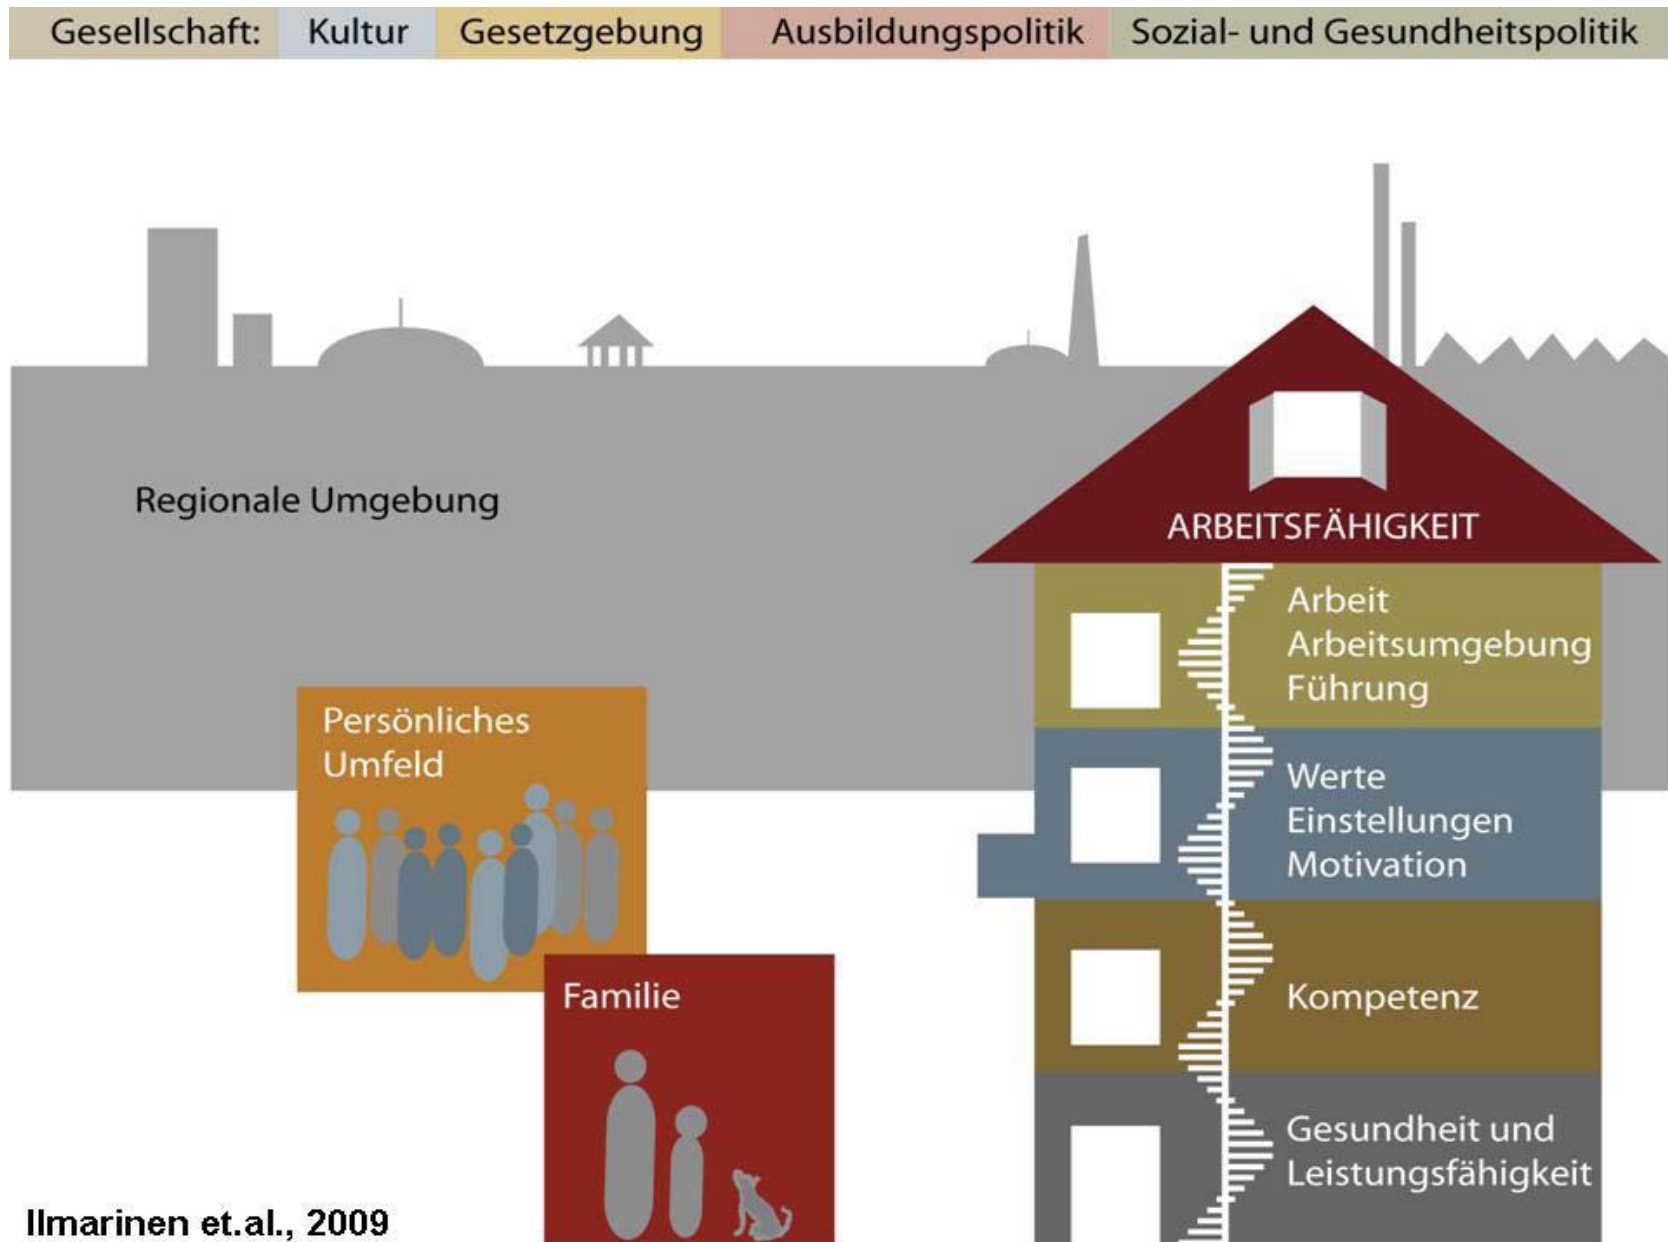 Gesellschaft: Kultur Gesetzgebung Ausbildungspolitik Sozial- und Gesundheitspolitik
Regionale Umgebung
ARBEITSFÄHIGKEIT
Arbeit
Arbeitsumgebung
Führung
Persönliches
Umfeld
Werte
Einstellungen
Motivation
Familie
Kompetenz
Gesundheit und
Leistungsfähigkeit
Ilmarinen et.al., 2009